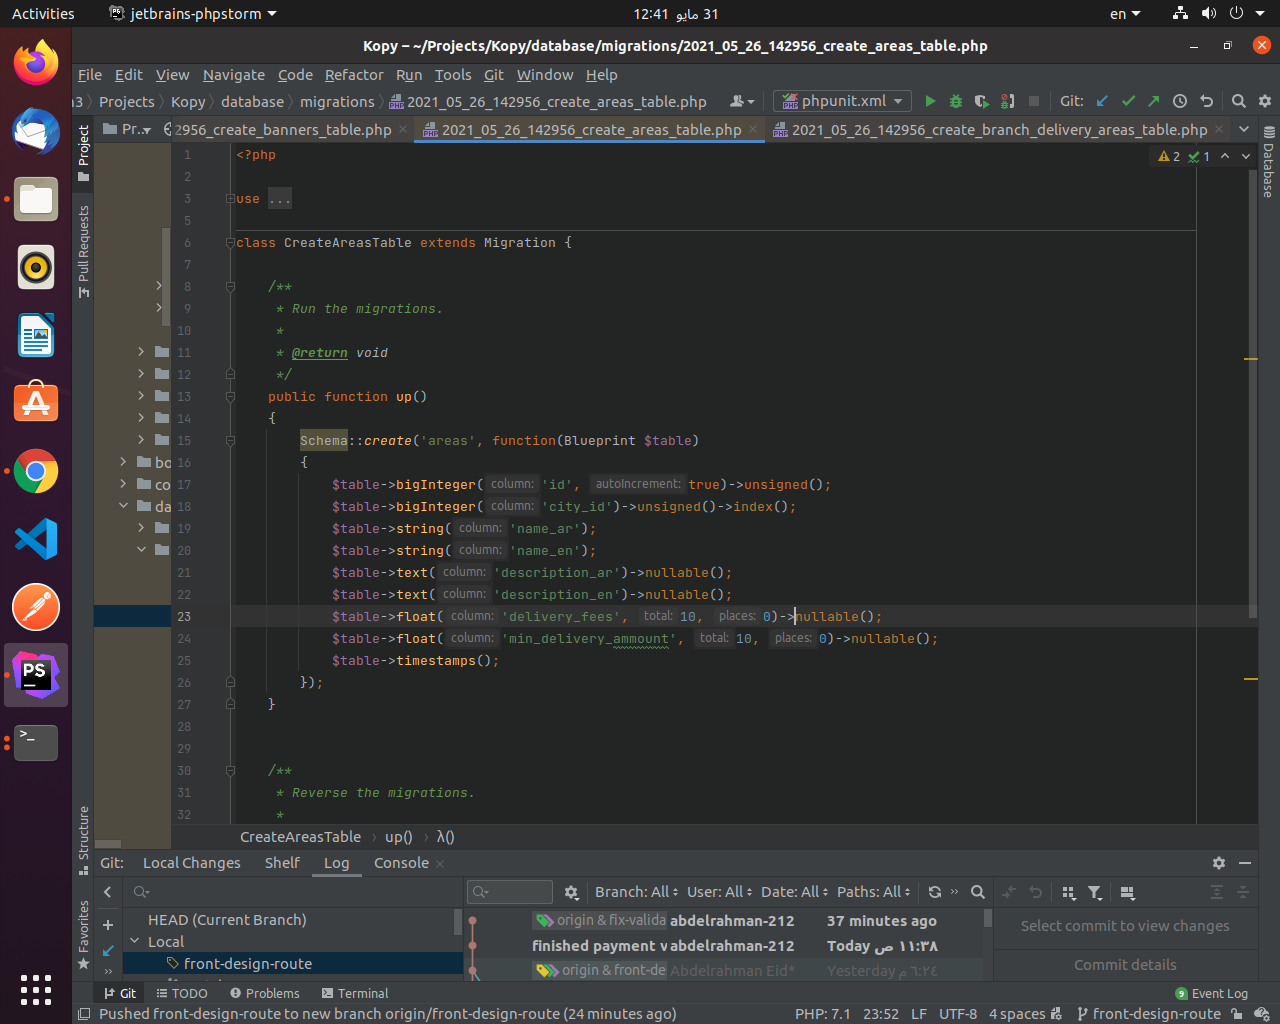 Activities
jetbrains-phpstorm
31 مايو 12:41
en
Kopy – ~/Projects/Kopy/database/migrations/2021_05_26_142956_create_areas_table.php
File Edit View Navigate Code Refactor Run Tools Git Window Help
n3 Projects Kopy database migrations 2021_05_26_142956_create_areas_table.php
phpunit.xml
Git:
Project
Pr...
2956_create_banners_table.php
2021_05_26_142956_create_areas_table.php
2021_05_26_142956_create_branch_delivery_areas_table.php
Database
Pull Requests
Structure
Favorites
2 1
1 <?php
2
3 use ...
5
6 class CreateAreasTable extends Migration {
7
8 /**
9 * Run the migrations.
10 *
11 * @return void
12 */
13 public function up()
14 {
15 Schema::create('areas', function(Blueprint $table)
16 {
17 $table->bigInteger( column: 'id', autoIncrement: true)->unsigned();
18 $table->bigInteger( column: 'city_id')->unsigned()->index();
19 $table->string( column: 'name_ar');
20 $table->string( column: 'name_en');
21 $table->text( column: 'description_ar')->nullable();
22 $table->text( column: 'description_en')->nullable();
23 $table->float( column: 'delivery_fees', total: 10, places: 0)->nullable();
24 $table->float( column: 'min_delivery_ammount', total: 10, places: 0)->nullable();
25 $table->timestamps();
26 });
27 }
28
29
30 /**
31 * Reverse the migrations.
32 *
bo
co
da
PS
>_
CreateAreasTable up() λ()
Git: Local Changes Shelf Log Console
Branch: All User: All Date: All Paths: All
HEAD (Current Branch)
Local
front-design-route
origin & fix-valida abdelrahman-212 37 minutes ago
finished payment v abdelrahman-212 Today ١١:٣٨ ص
origin & front-de Abdelrahman Eid* Yesterday ٦:٢٤ م
Select commit to view changes
Commit details
Git TODO Problems Terminal
9 Event Log
Pushed front-design-route to new branch origin/front-design-route (24 minutes ago)
PHP: 7.1 23:52 LF UTF-8 4 spaces front-design-route